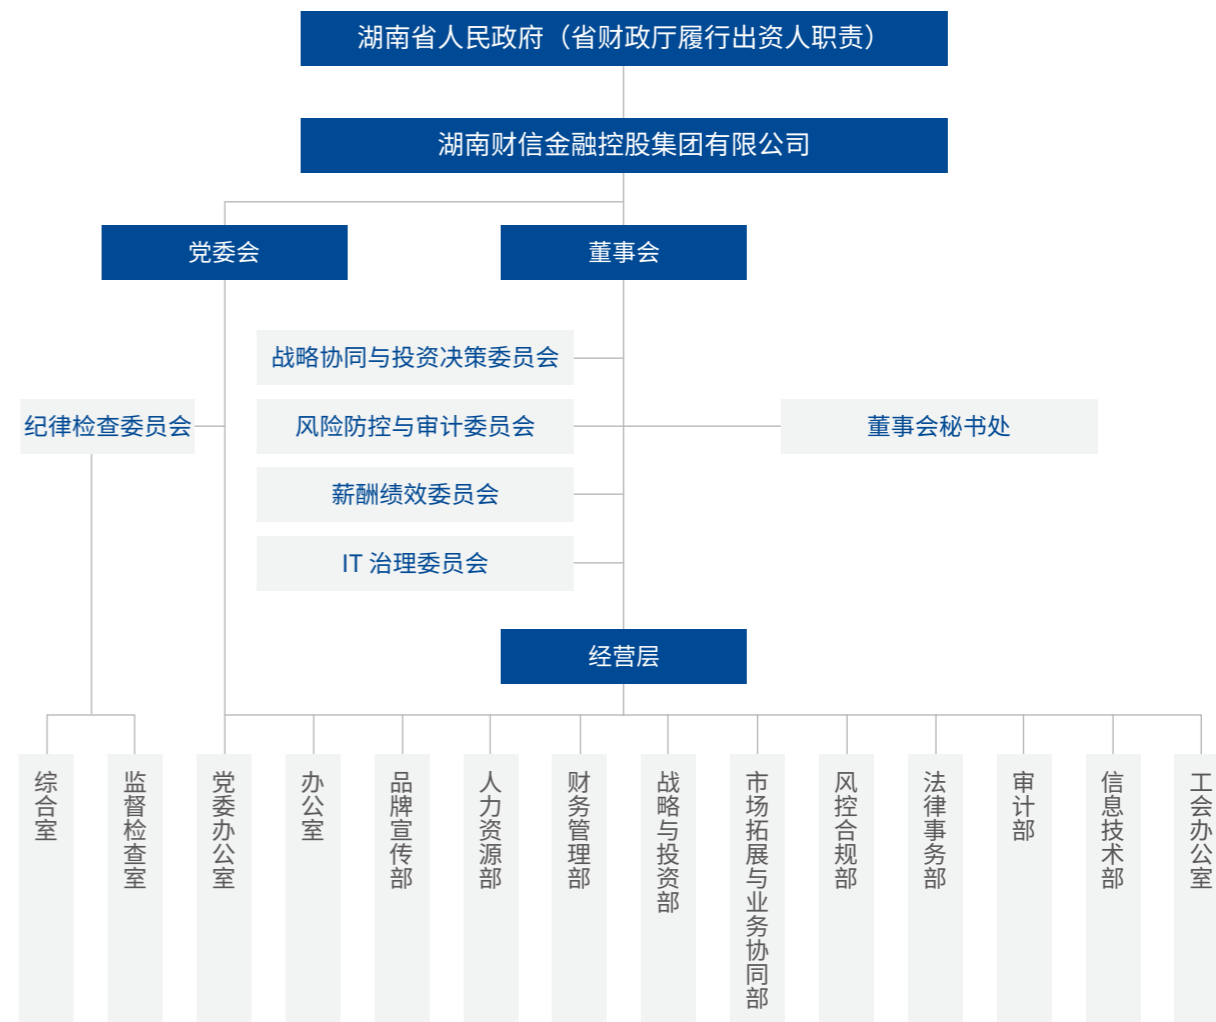 湖南省人民政府（省财政厅履行出资人职责）
湖南财信金融控股集团有限公司
党委会
董事会
战略协同与投资决策委员会
纪律检查委员会
风险防控与审计委员会
董事会秘书处
薪酬绩效委员会
IT 治理委员会
经营层
综合室
监督检查室
党委办公室
办公室
品牌宣传部
人力资源部
财务管理部
战略与投资部
市场拓展与业务协同部
风控合规部
法律事务部
审计部
信息技术部
工会办公室